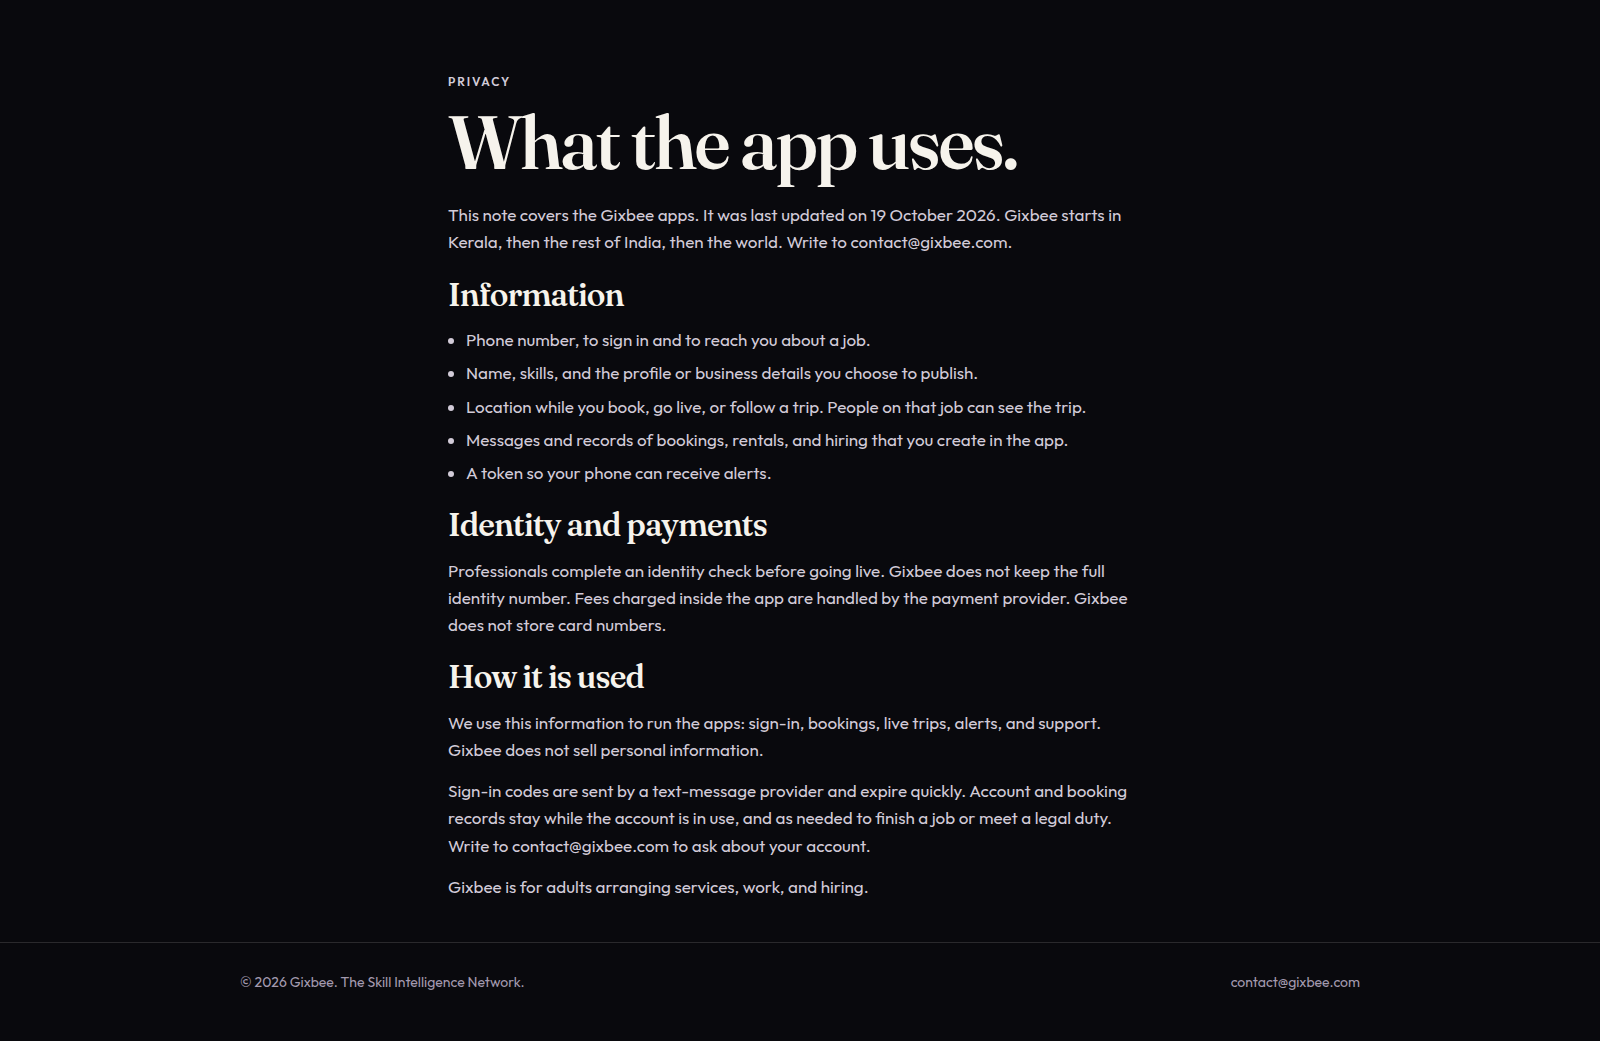 PRIVACY
What the app uses.
This note covers the Gixbee apps. It was last updated on 19 October 2026. Gixbee starts in
Kerala, then the rest of India, then the world. Write to contact@gixbee.com.
Information
• Phone number, to sign in and to reach you about a job.
• Name, skills, and the profile or business details you choose to publish.
• Location while you book, go live, or follow a trip. People on that job can see the trip.
• Messages and records of bookings, rentals, and hiring that you create in the app.
• A token so your phone can receive alerts.
Identity and payments
Professionals complete an identity check before going live. Gixbee does not keep the full
identity number. Fees charged inside the app are handled by the payment provider. Gixbee
does not store card numbers.
How it is used
We use this information to run the apps: sign-in, bookings, live trips, alerts, and support.
Gixbee does not sell personal information.
Sign-in codes are sent by a text-message provider and expire quickly. Account and booking
records stay while the account is in use, and as needed to finish a job or meet a legal duty.
Write to contact@gixbee.com to ask about your account.
Gixbee is for adults arranging services, work, and hiring.
© 2026 Gixbee. The Skill Intelligence Network.
contact@gixbee.com